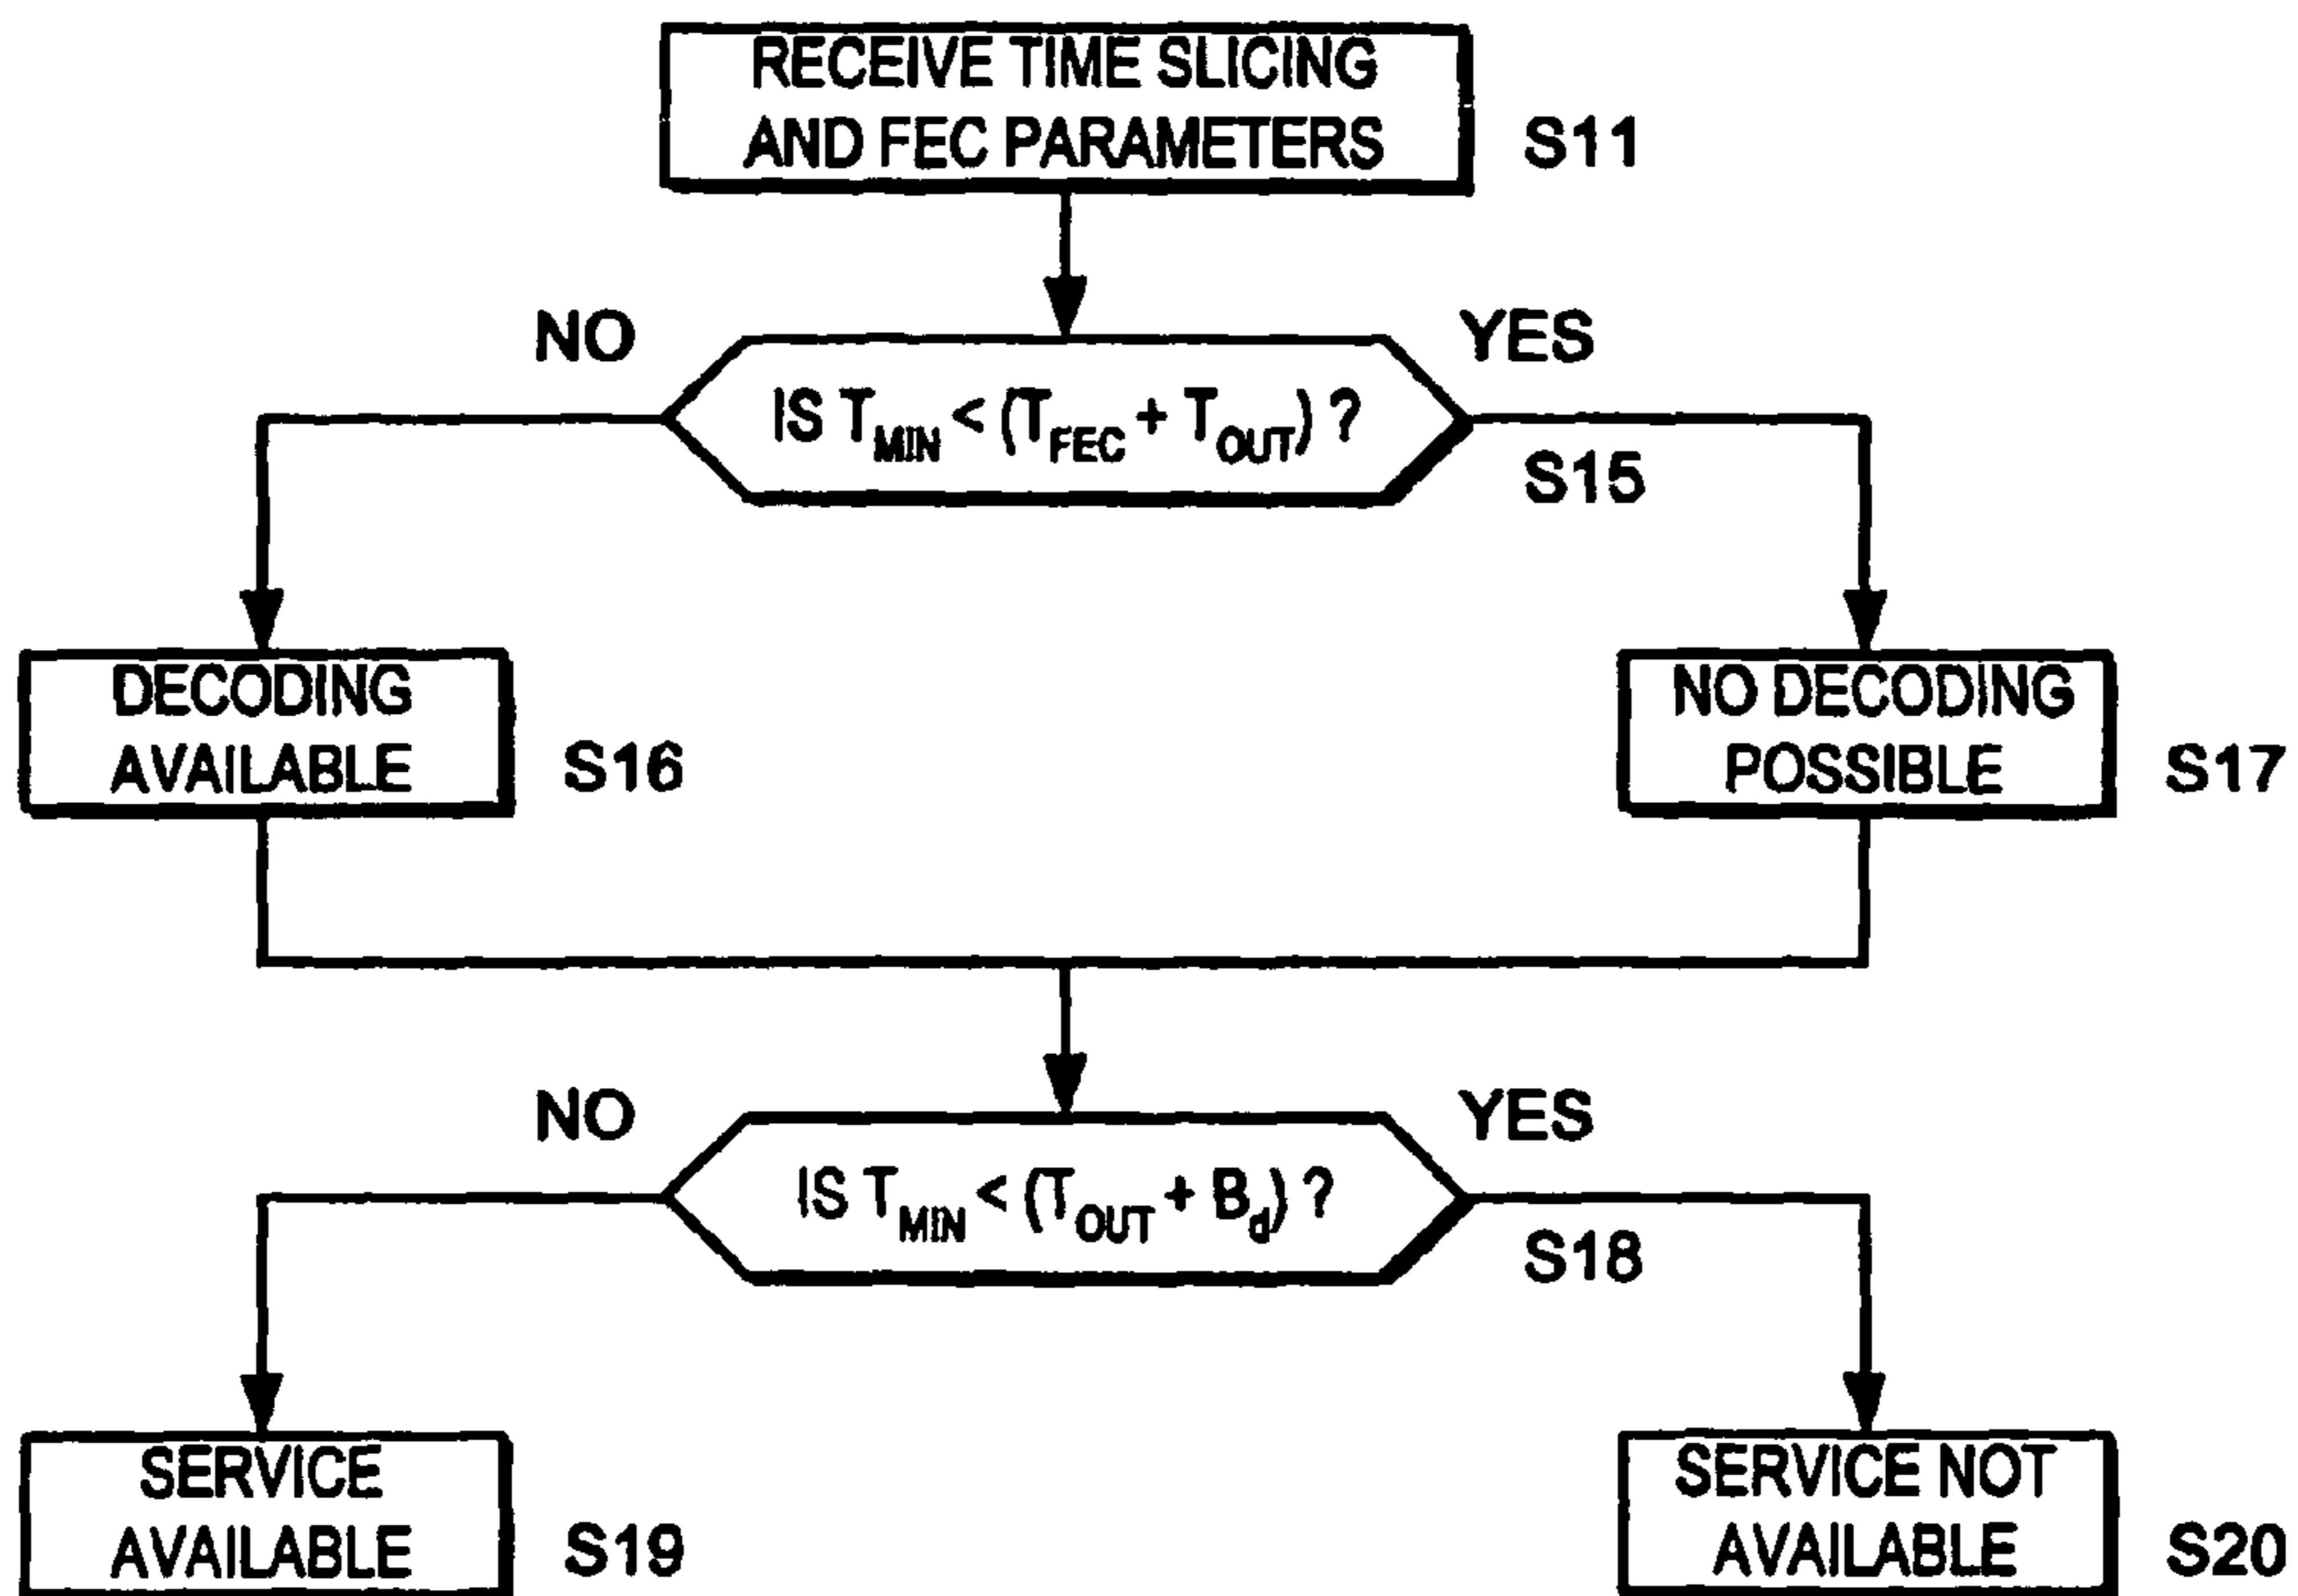 RECEIVE TIME SLICING
AND FEC PARAMETERS
S11
NO
YES
IS T_MIN < (T_FEC + T_OUT) ?
S15
DECODING
AVAILABLE
S16
NO DECODING
POSSIBLE
S17
NO
YES
IS T_MIN < (T_OUT + B_d) ?
S18
SERVICE
AVAILABLE
S19
SERVICE NOT
AVAILABLE
S20